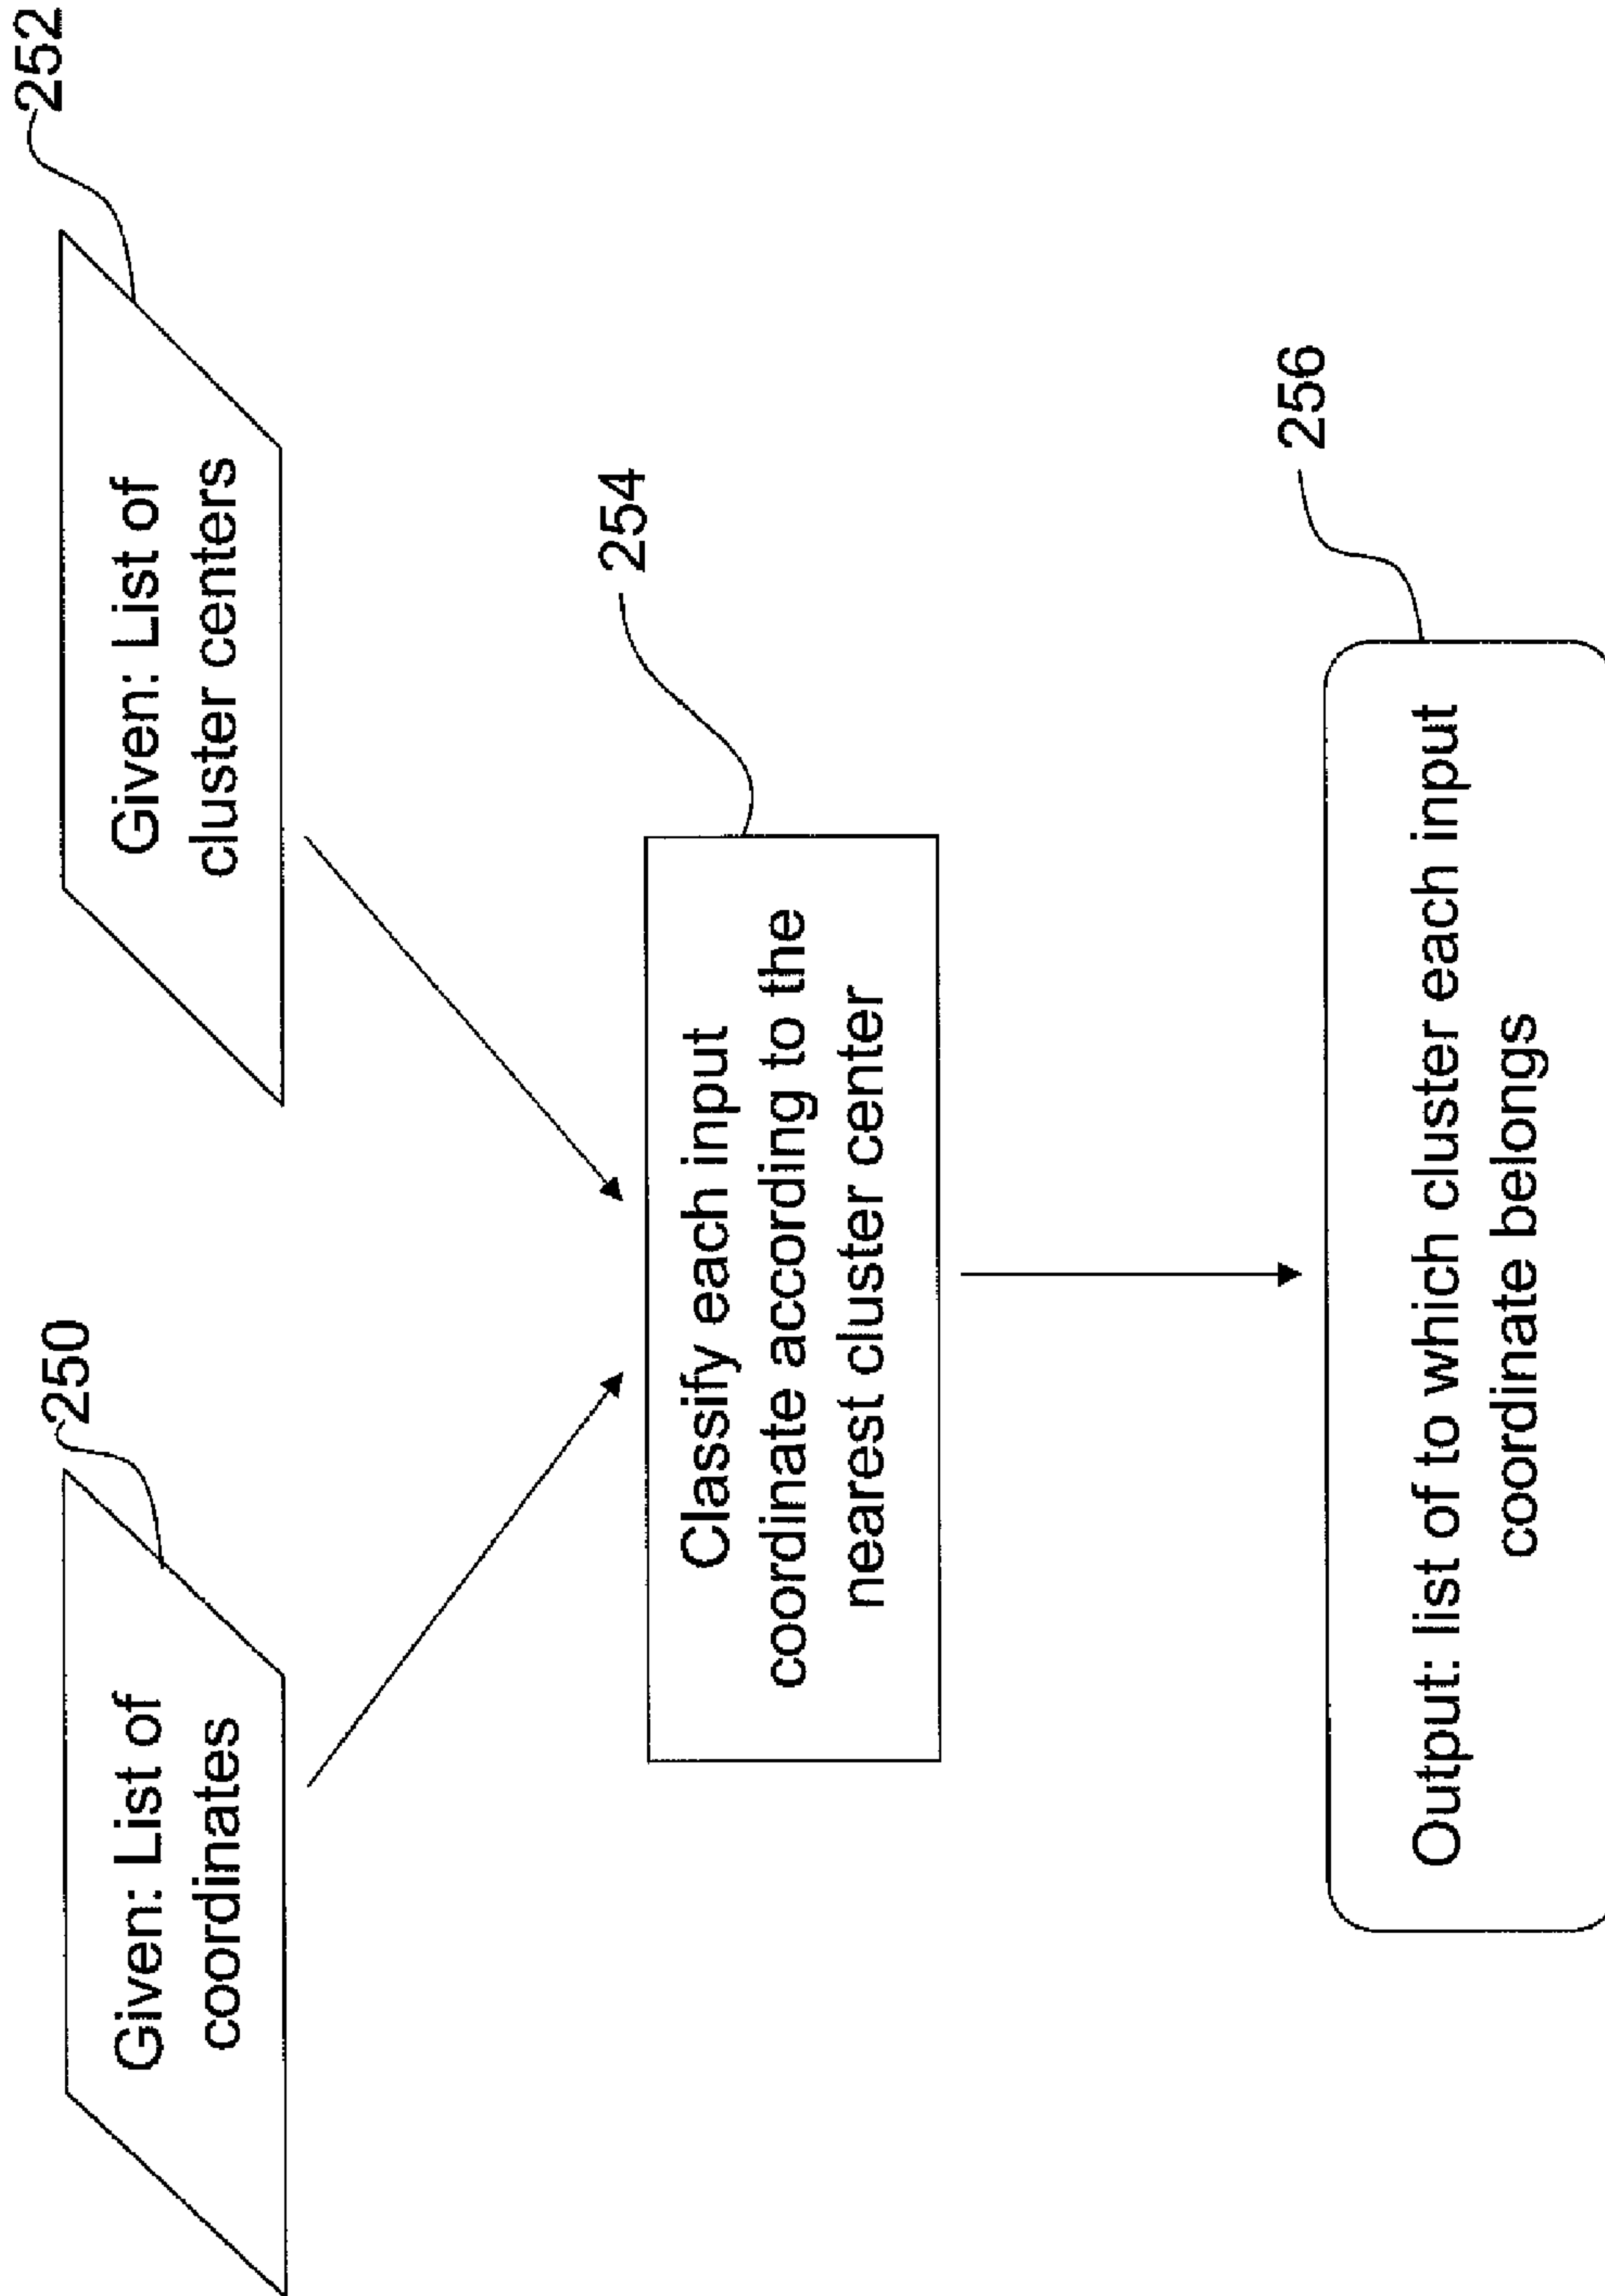 250
Given: List of
coordinates
252
Given: List of
cluster centers
254
Classify each input
coordinate according to the
nearest cluster center
256
Output: list of to which cluster each input
coordinate belongs